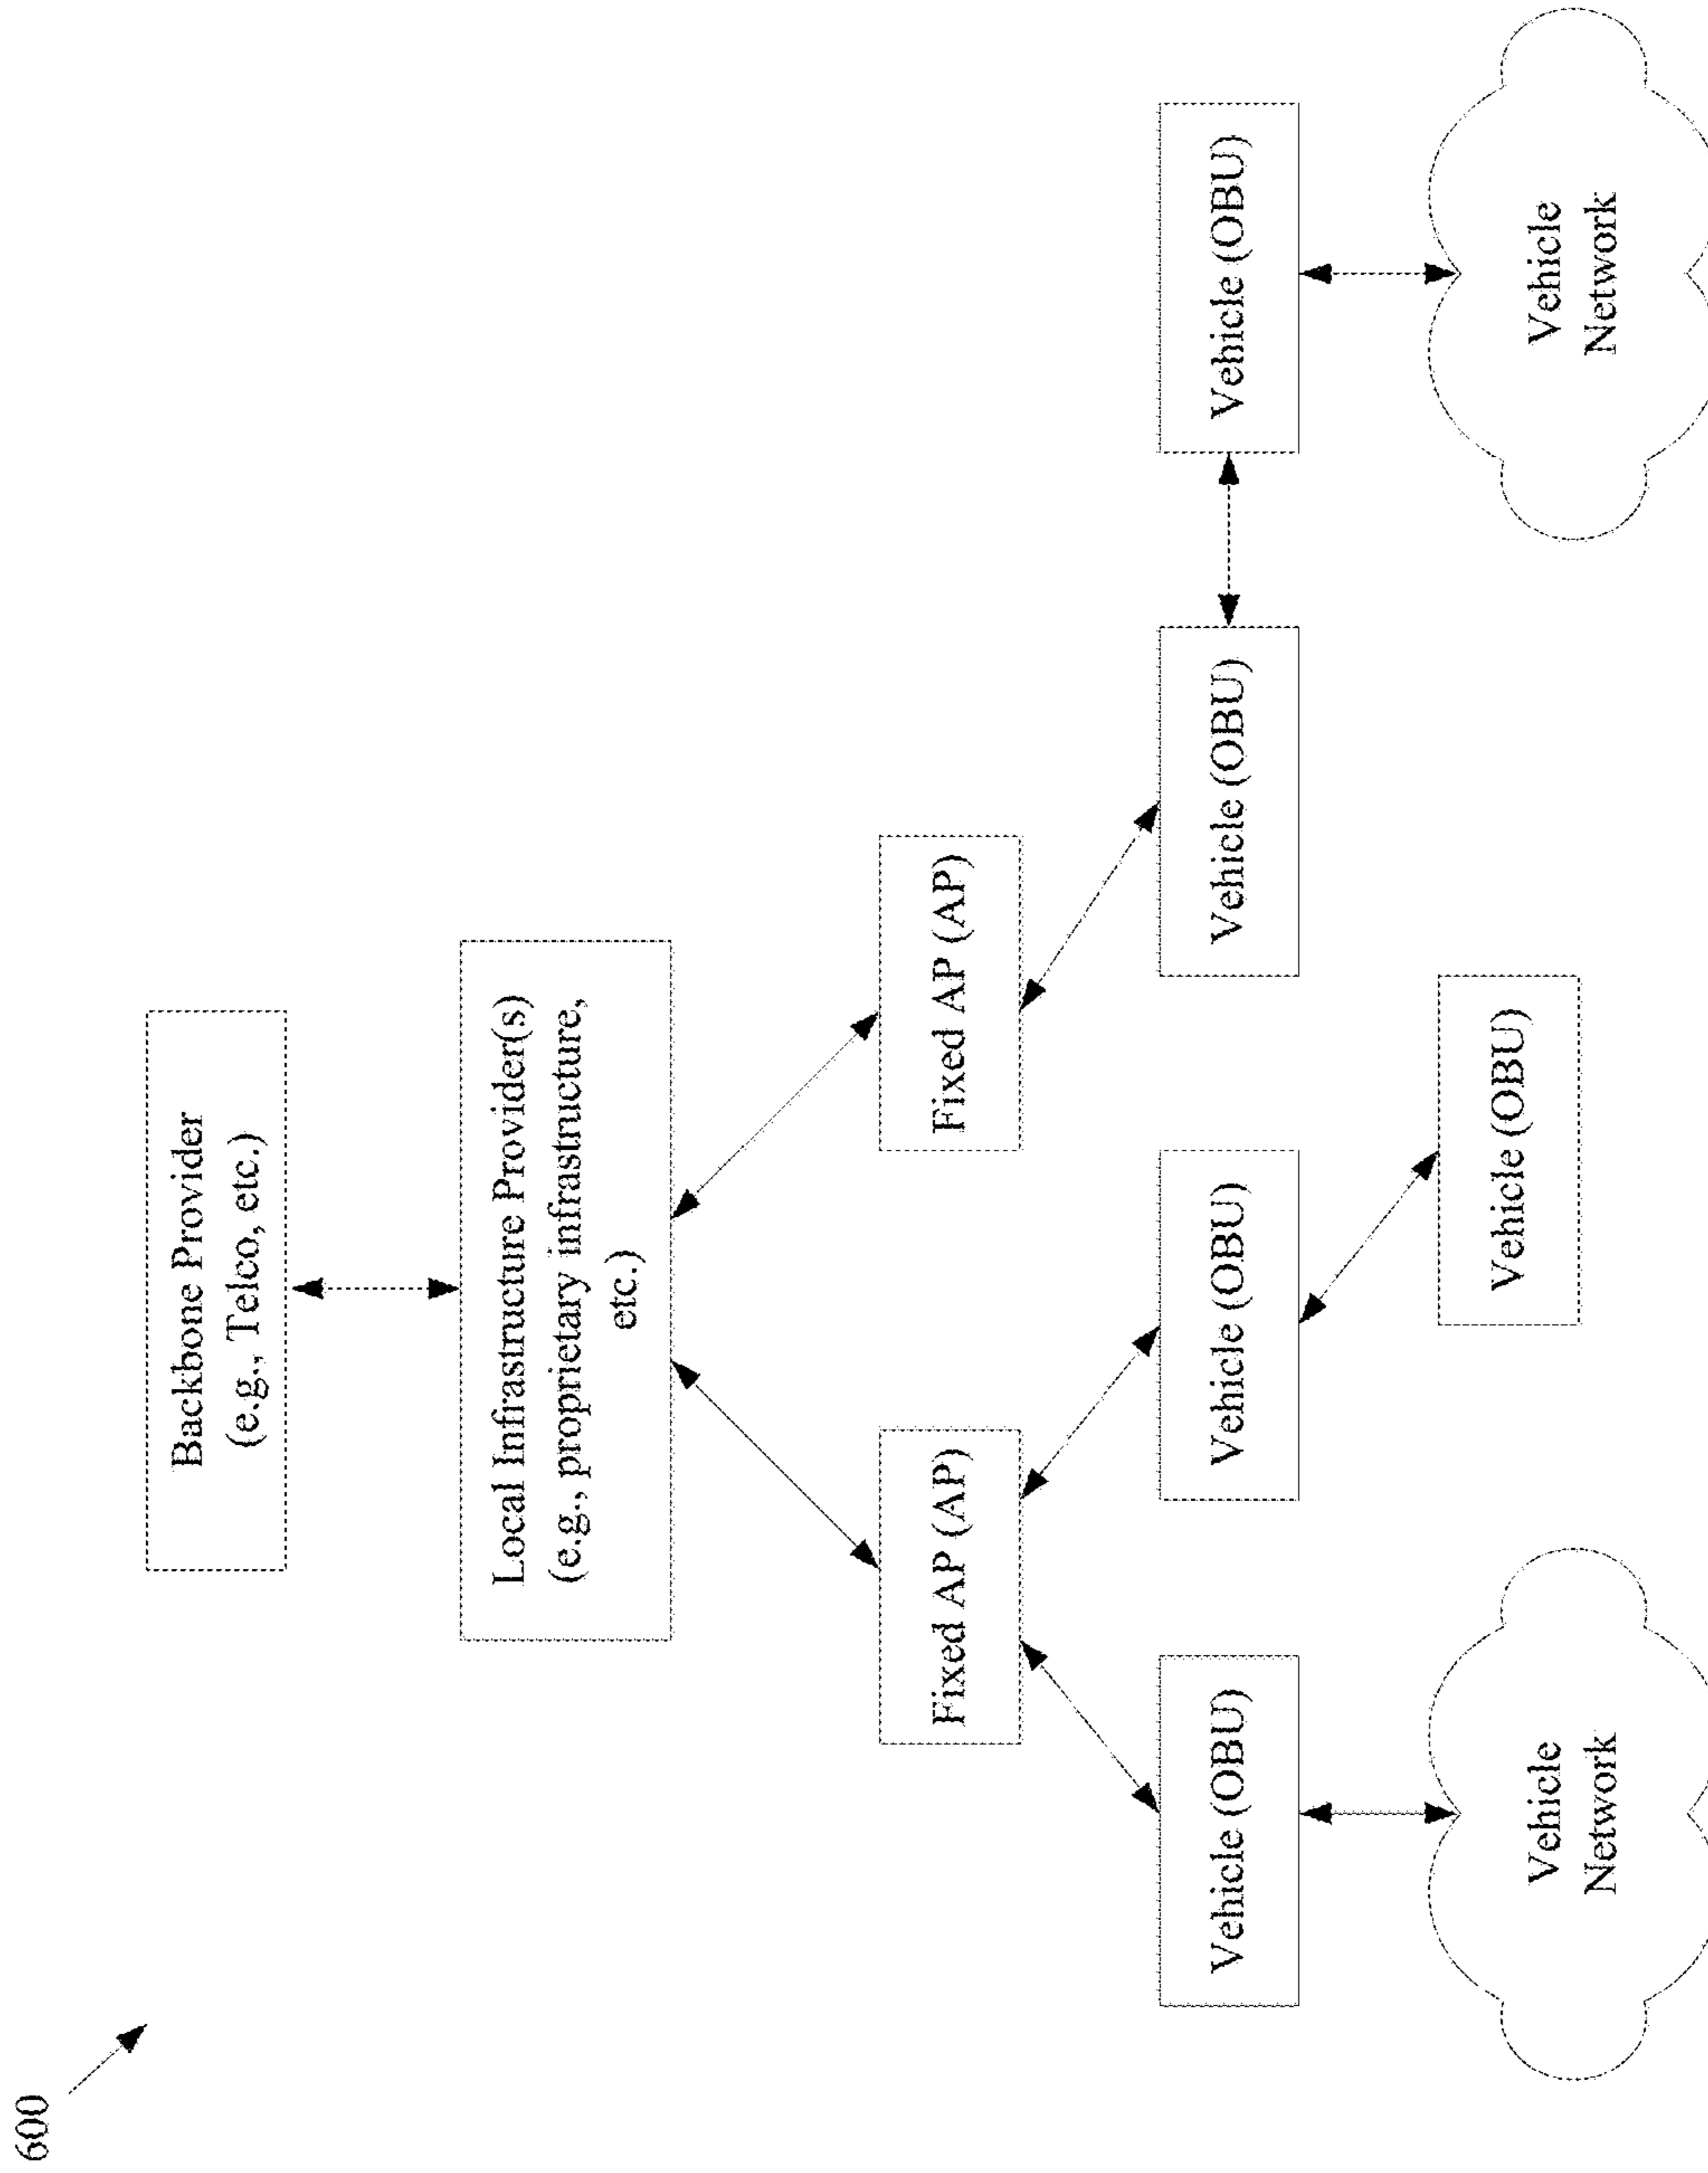 600
Backbone Provider
(e.g., Telco, etc.)
Local Infrastructure Provider(s)
(e.g., proprietary infrastructure,
etc.)
Fixed AP (AP)
Fixed AP (AP)
Vehicle (OBU)
Vehicle (OBU)
Vehicle (OBU)
Vehicle (OBU)
Vehicle (OBU)
Vehicle
Network
Vehicle
Network